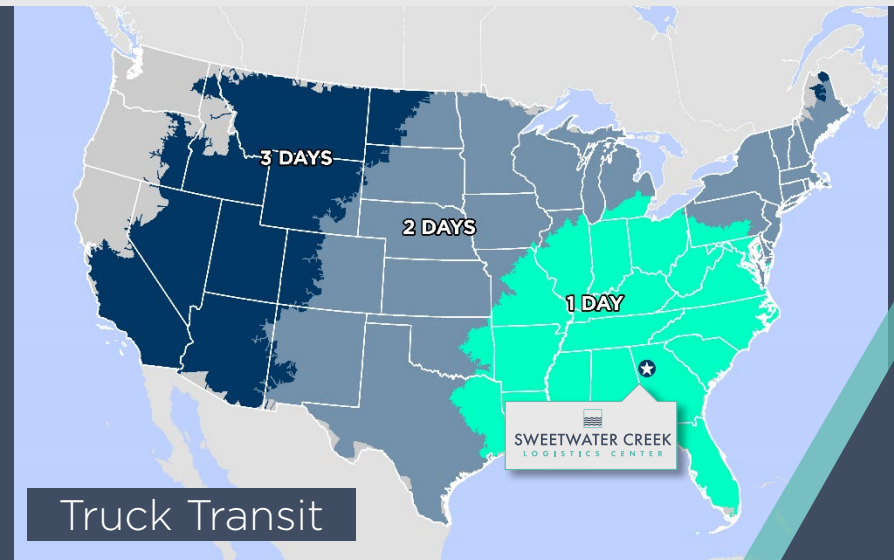 3 DAYS
2 DAYS
1 DAY
SWEETWATER CREEK
LOGISTICS CENTER
Truck Transit